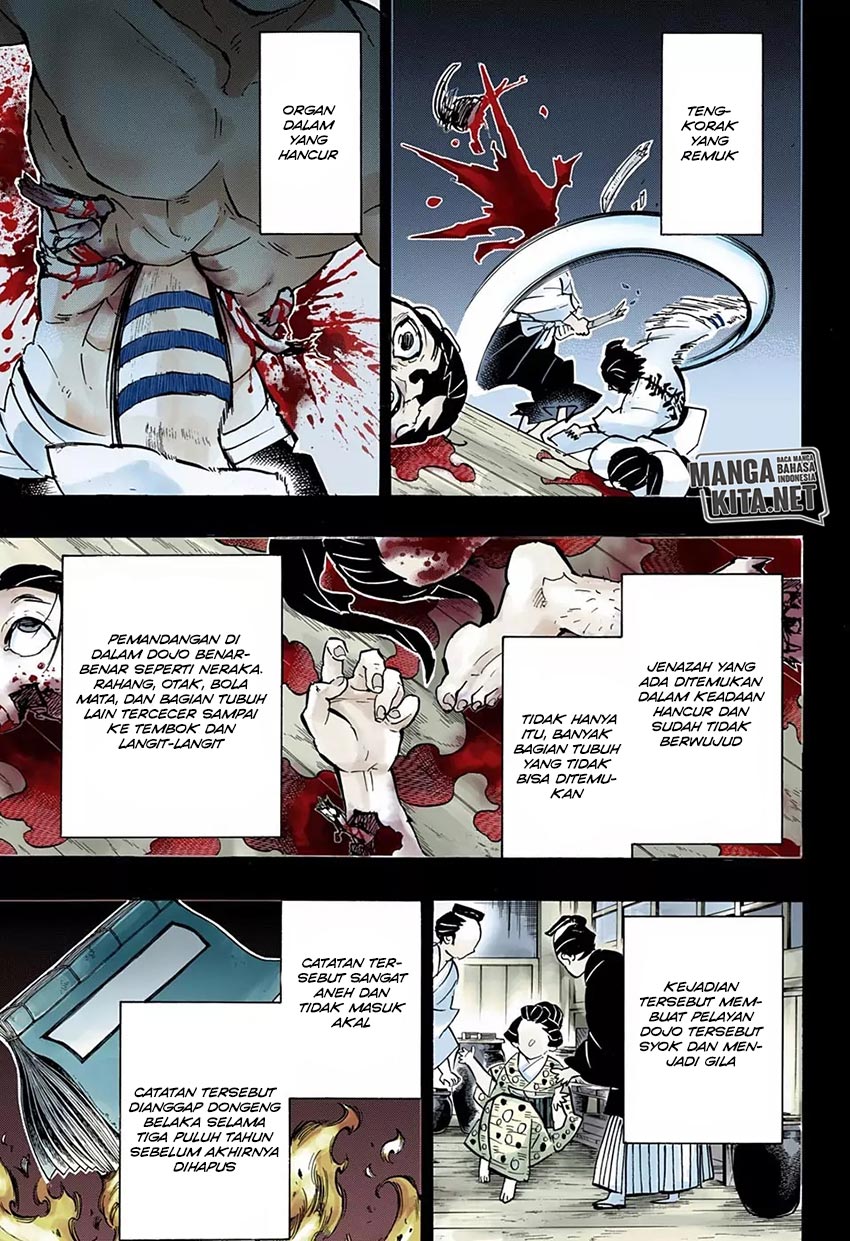 TENG-
KORAK
YANG
REMUK
ORGAN
DALAM
YANG
HANCUR
MANGA
KITA.NET
BACA MANGA
BAHASA
INDONESIA
JENAZAH YANG
ADA DITEMUKAN
DALAM KEADAAN
HANCUR DAN
SUDAH TIDAK
BERWUJUD
TIDAK HANYA
ITU, BANYAK
BAGIAN TUBUH
YANG TIDAK
BISA DITEMU-
KAN
PEMANDANGAN DI
DALAM DOJO BENAR-
BENAR SEPERTI NERAKA.
RAHANG, OTAK, BOLA
MATA, DAN BAGIAN TUBUH
LAIN TERCECER SAMPAI
KE TEMBOK DAN
LANGIT-LANGIT
KEJADIAN
TERSEBUT MEM-
BUAT PELAYAN
DOJO TERSEBUT
SYOK DAN MEN-
JADI GILA
CATATAN TER-
SEBUT SANGAT
ANEH DAN
TIDAK MASUK
AKAL
CATATAN TERSEBUT
DIANGGAP DONGENG
BELAKA SELAMA
TIGA PULUH TAHUN
SEBELUM AKHIRNYA
DIHAPUS